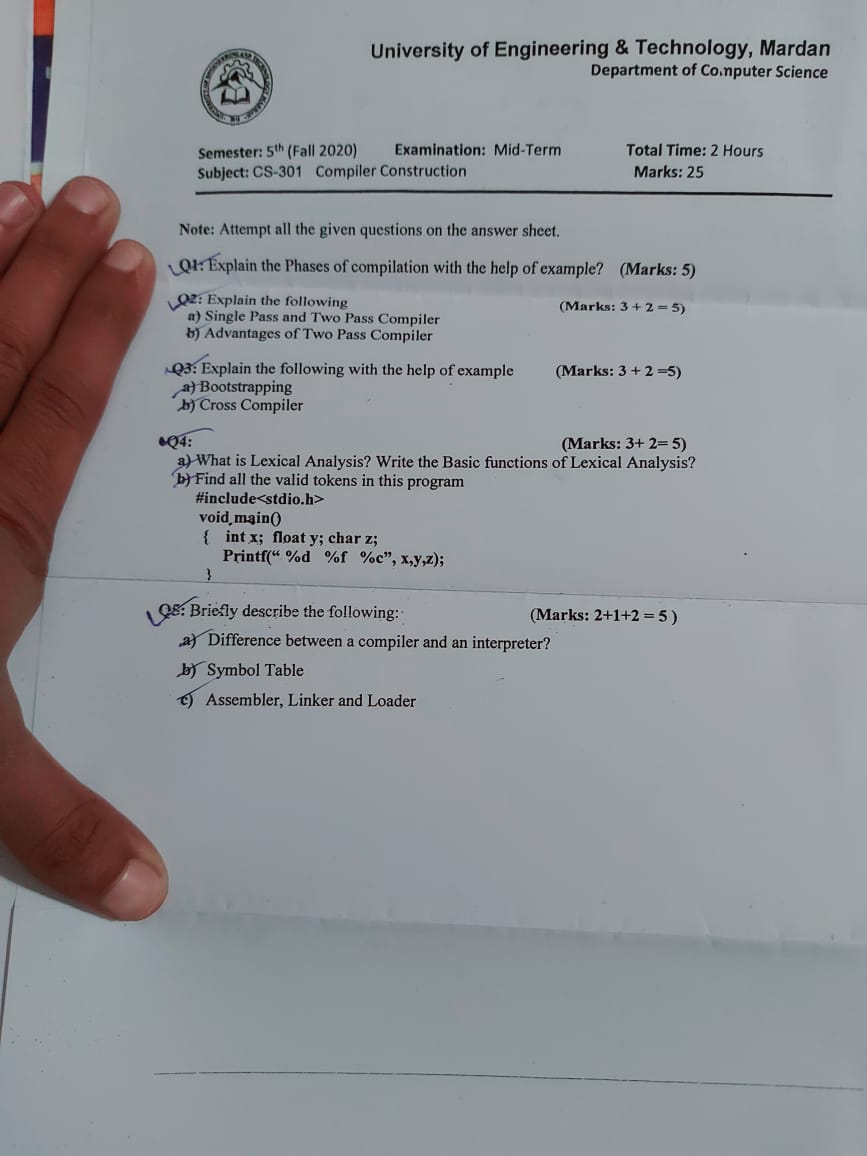 University of Engineering & Technology, Mardan
Department of Computer Science
Semester: 5th (Fall 2020) Examination: Mid-Term Total Time: 2 Hours
Subject: CS-301 Compiler Construction Marks: 25
Note: Attempt all the given questions on the answer sheet.
Q1: Explain the Phases of compilation with the help of example? (Marks: 5)
Q2: Explain the following (Marks: 3 + 2 = 5)
a) Single Pass and Two Pass Compiler
b) Advantages of Two Pass Compiler
Q3: Explain the following with the help of example (Marks: 3 + 2 =5)
a) Bootstrapping
b) Cross Compiler
Q4: (Marks: 3+ 2= 5)
a) What is Lexical Analysis? Write the Basic functions of Lexical Analysis?
b) Find all the valid tokens in this program
#include<stdio.h>
void main()
{ int x; float y; char z;
Printf(“ %d %f %c”, x,y,z);
}
Q5: Briefly describe the following: (Marks: 2+1+2 = 5 )
a) Difference between a compiler and an interpreter?
b) Symbol Table
c) Assembler, Linker and Loader